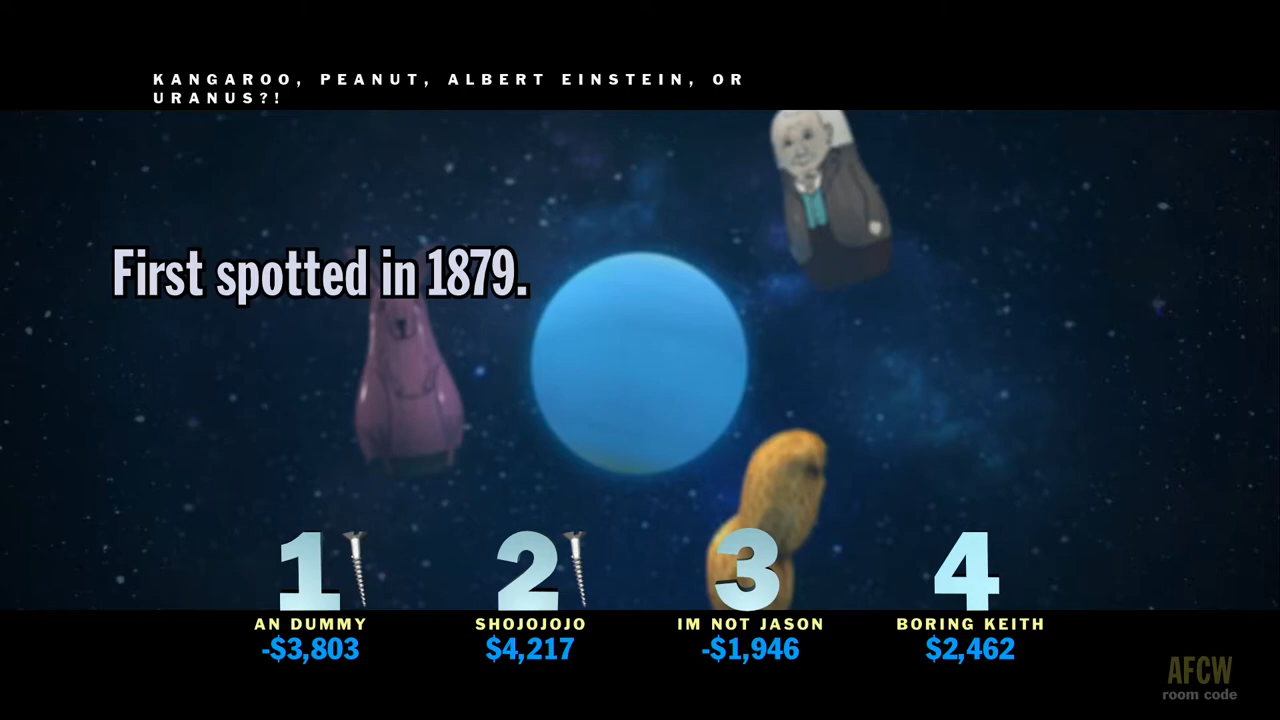 KANGAROO, PEANUT, ALBERT EINSTEIN, OR
URANUS?!
First spotted in 1879.
1 2 3 4
AN DUMMY SHOJOJOJO IM NOT JASON BORING KEITH
-$3,803 $4,217 -$1,946 $2,462
AFCW
room code